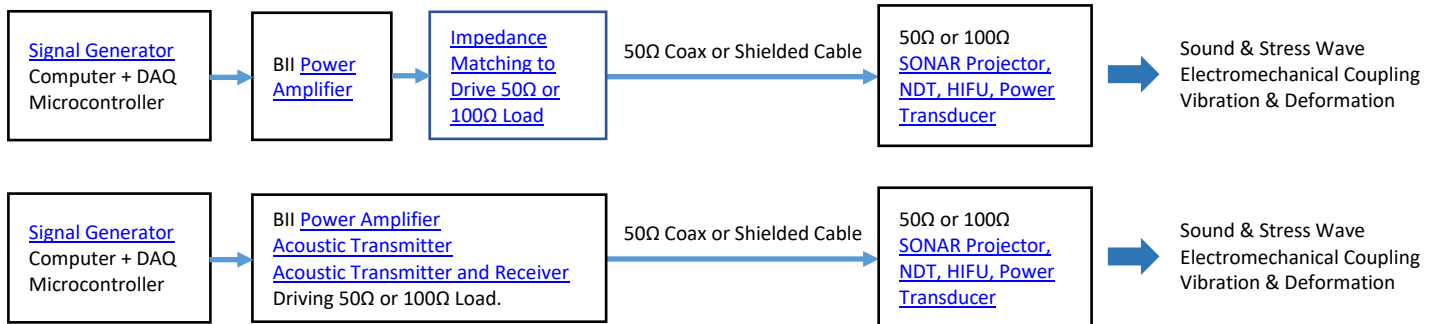 Signal Generator
Computer + DAQ
Microcontroller
BII Power
Amplifier
Impedance
Matching to
Drive 50Ω or
100Ω Load
50Ω Coax or Shielded Cable
50Ω or 100Ω
SONAR Projector,
NDT, HIFU, Power
Transducer
Sound & Stress Wave
Electromechanical Coupling
Vibration & Deformation
Signal Generator
Computer + DAQ
Microcontroller
BII Power Amplifier
Acoustic Transmitter
Acoustic Transmitter and Receiver
Driving 50Ω or 100Ω Load.
50Ω Coax or Shielded Cable
50Ω or 100Ω
SONAR Projector,
NDT, HIFU, Power
Transducer
Sound & Stress Wave
Electromechanical Coupling
Vibration & Deformation